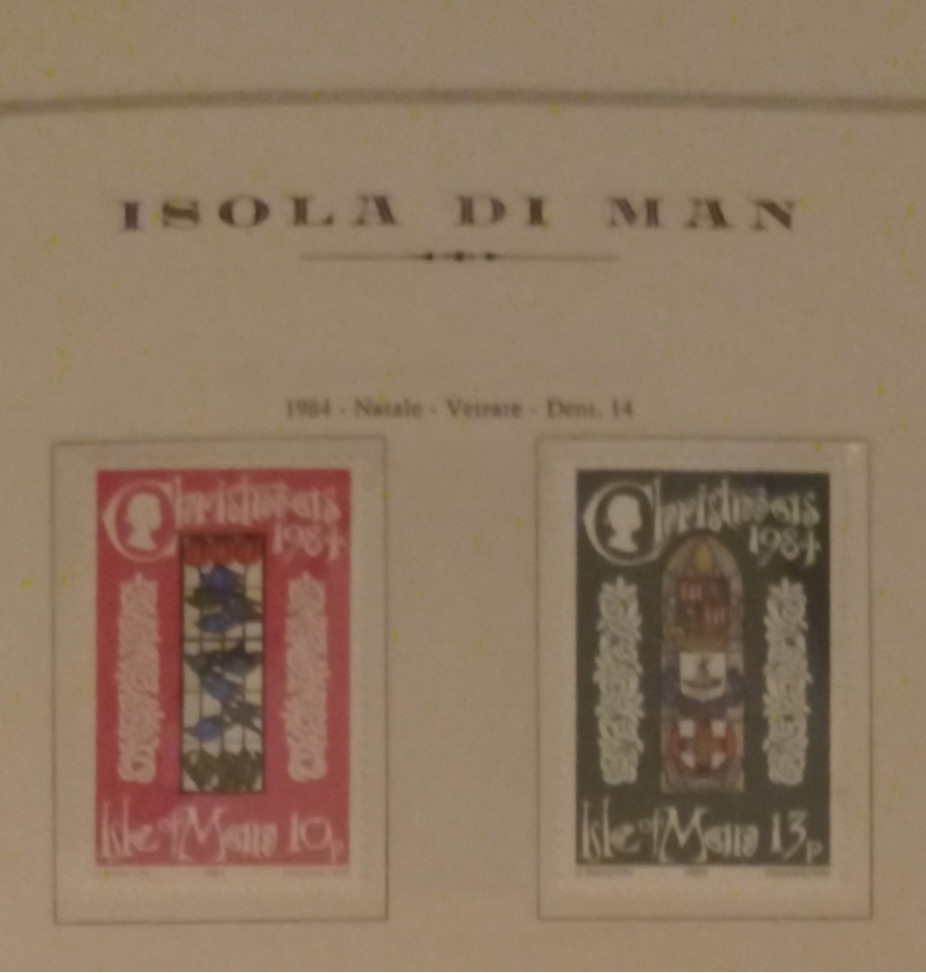 ISOLA DI MAN
1984 - Natale - Vetrate - Dent. 14
Christmas
1984
Isle of Man 10p
Christmas
1984
Isle of Man 13p